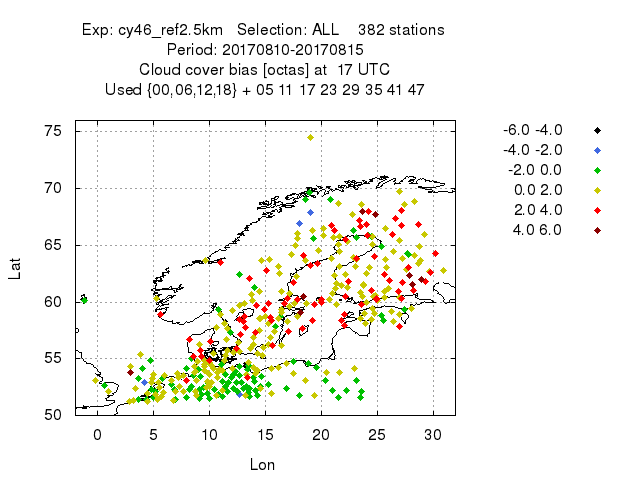 Exp: cy46_ref2.5km   Selection: ALL    382 stations
Period: 20170810-20170815
Cloud cover bias [octas] at  17 UTC
Used {00,06,12,18} + 05 11 17 23 29 35 41 47
-6.0 -4.0
-4.0 -2.0
-2.0 0.0
0.0 2.0
2.0 4.0
4.0 6.0
75
70
65
60
55
50
Lat
0 5 10 15 20 25 30
Lon